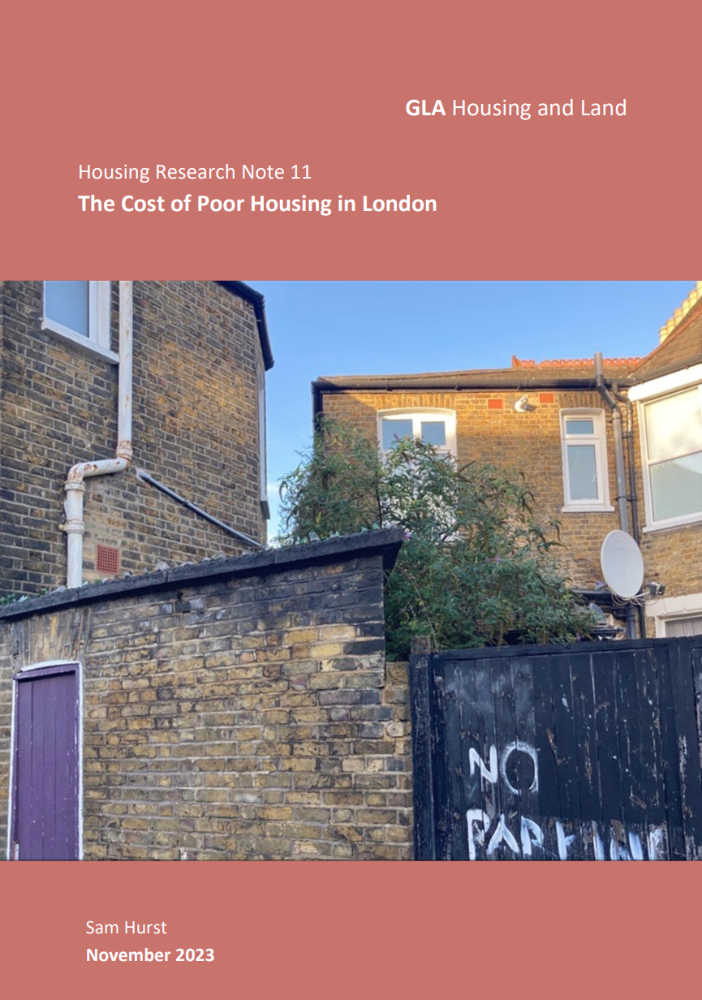 GLA Housing and Land
Housing Research Note 11
The Cost of Poor Housing in London
NO
PARKIN
Sam Hurst
November 2023